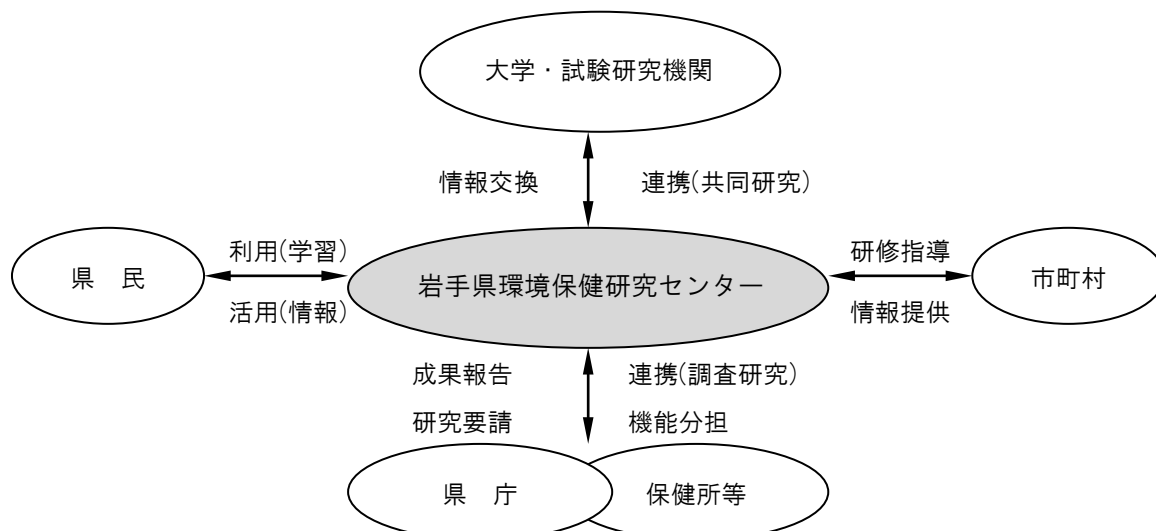 大学・試験研究機関
情報交換 連携(共同研究)
利用(学習) 研修指導
県　民 岩手県環境保健研究センター 市町村
活用(情報) 情報提供
成果報告 連携(調査研究)
研究要請 機能分担
県　庁 保健所等